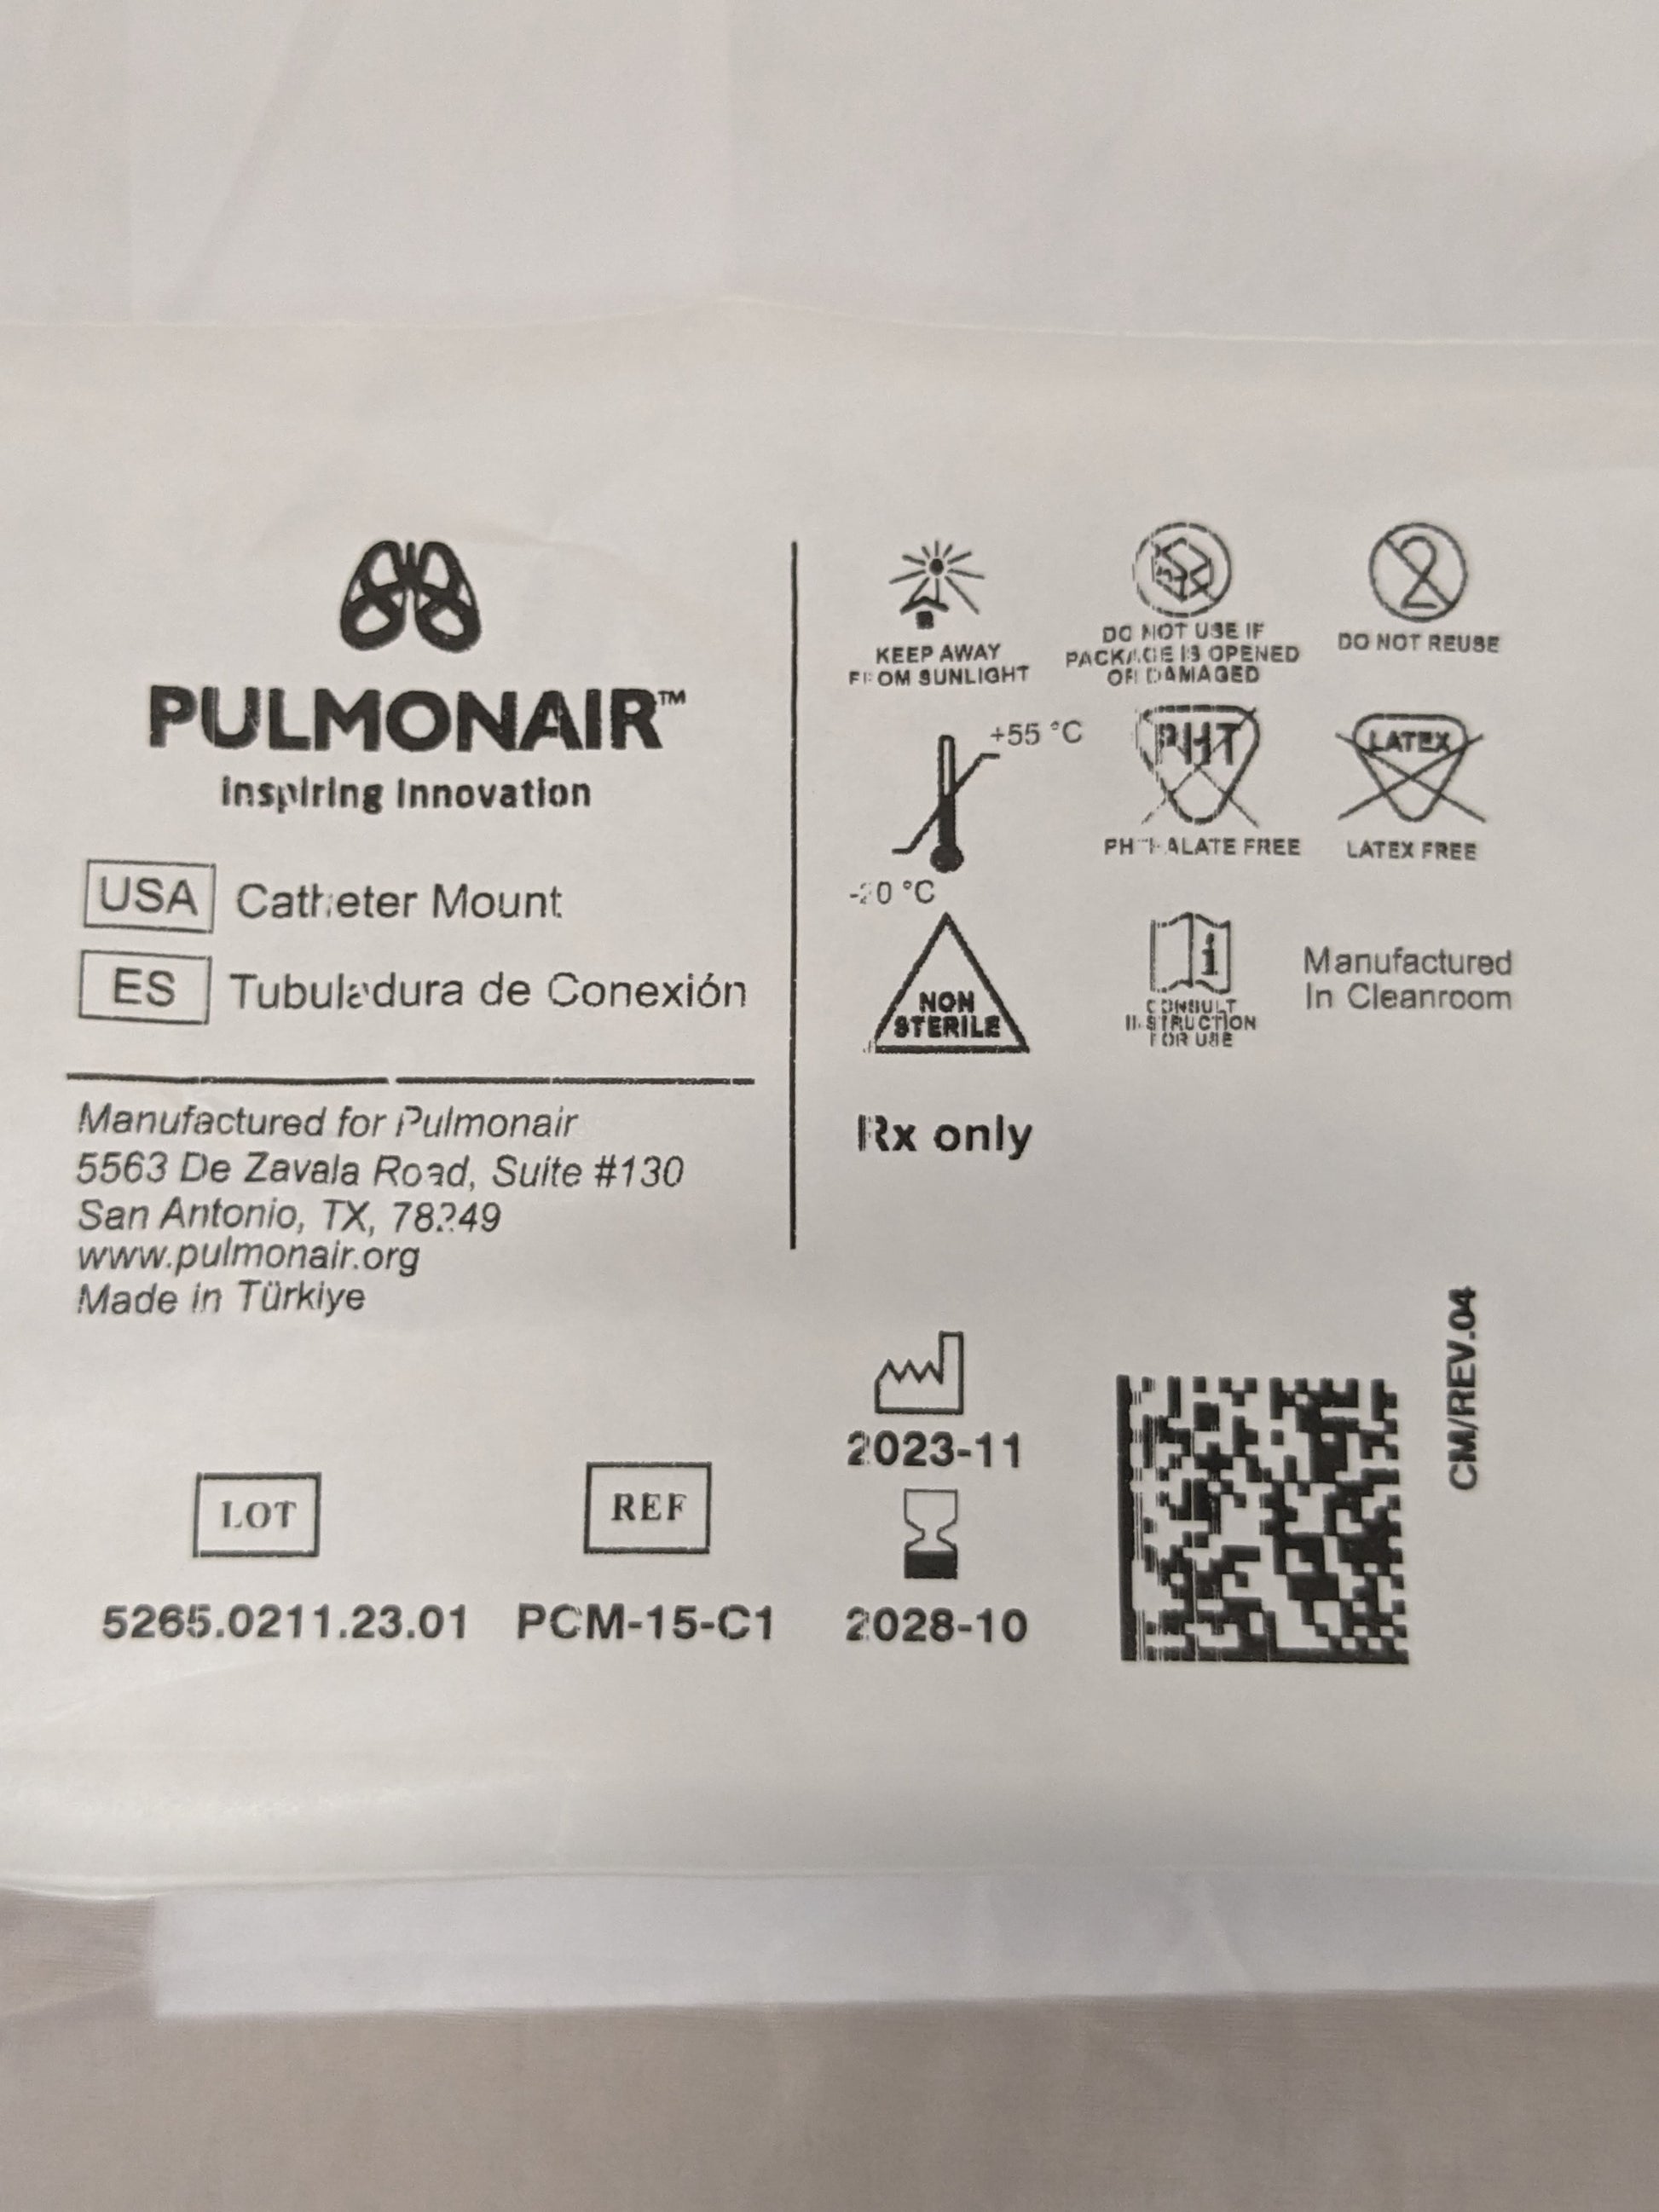 PULMONAIR™
inspiring innovation
USA Catheter Mount
ES Tubuladura de Conexión
Manufactured for Pulmonair
5563 De Zavala Road, Suite #130
San Antonio, TX, 78249
www.pulmonair.org
Made in Türkiye
LOT
5265.0211.23.01
REF
PCM-15-C1
KEEP AWAY
FROM SUNLIGHT
DO NOT USE IF
PACKAGE IS OPENED
OR DAMAGED
2
DO NOT REUSE
+55 °C
-20 °C
PHT
PHTHALATE FREE
LATEX
LATEX FREE
NON
STERILE
i
CONSULT
INSTRUCTION
FOR USE
Manufactured
In Cleanroom
Rx only
2023-11
2028-10
CM/REV.04